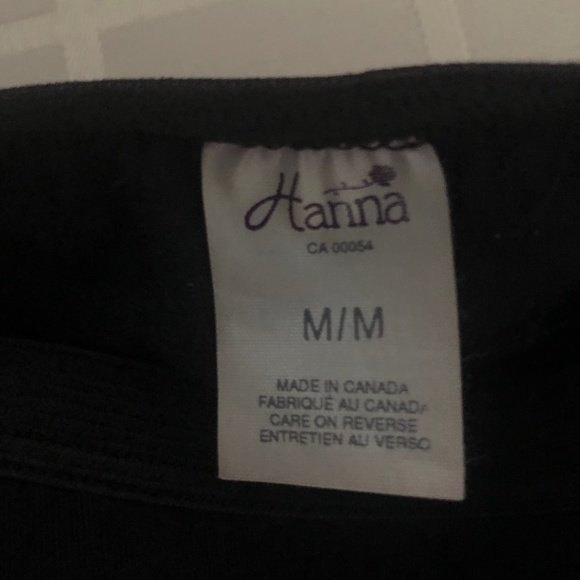 Hanna
CA 00054
M/M
MADE IN CANADA
FABRIQUÉ AU CANADA
CARE ON REVERSE
ENTRETIEN AU VERSO